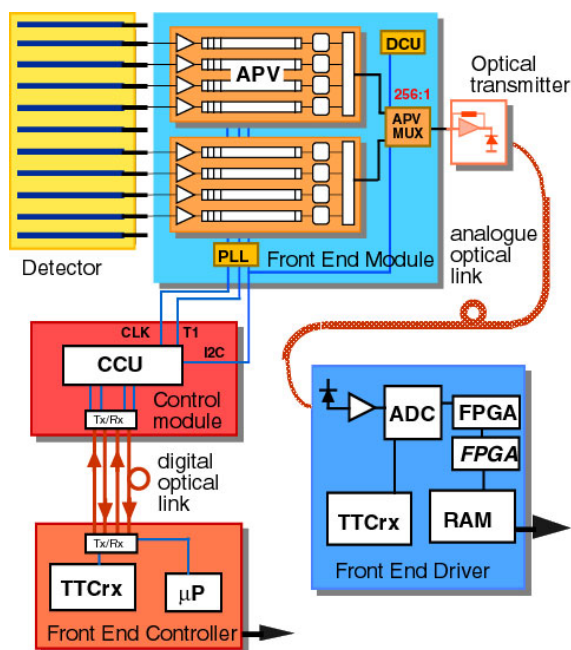 DCU
Optical
transmitter
APV
256:1
APV
MUX
PLL
Front End Module
Detector
analogue
optical
link
CLK
T1
I2C
CCU
Control
module
Tx/Rx
digital
optical
link
ADC
FPGA
FPGA
TTCrx
RAM
Front End Driver
Tx/Rx
TTCrx
µP
Front End Controller